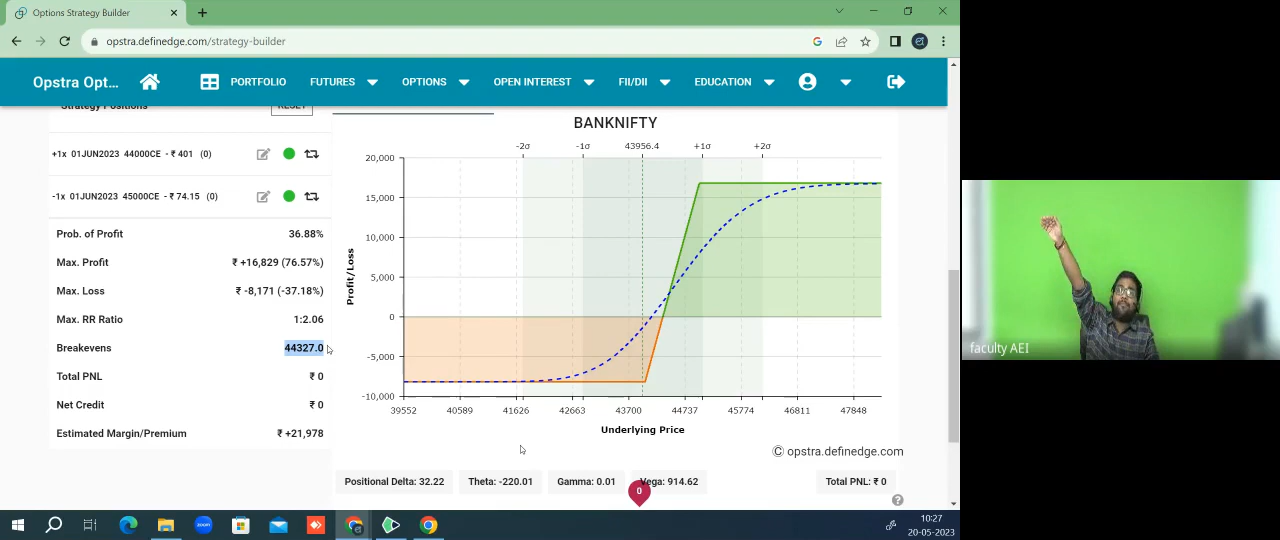 Options Strategy Builder
opstra.definedge.com/strategy-builder
Opstra Opt... PORTFOLIO FUTURES OPTIONS OPEN INTEREST FII/DII EDUCATION
Strategy Positions RESET
+1x 01JUN2023 44000CE - ₹ 401 (0)
-1x 01JUN2023 45000CE - ₹ 74.15 (0)
Prob. of Profit 36.88%
Max. Profit ₹ +16,829 (76.57%)
Max. Loss ₹ -8,171 (-37.18%)
Max. RR Ratio 1:2.06
Breakevens 44327.0
Total PNL ₹ 0
Net Credit ₹ 0
Estimated Margin/Premium ₹ +21,978
BANKNIFTY
-2σ -1σ 43956.4 +1σ +2σ
20,000
15,000
10,000
5,000
0
-5,000
-10,000
Profit/Loss
39552 40589 41626 42663 43700 44737 45774 46811 47848
Underlying Price
© opstra.definedge.com
Positional Delta: 32.22 Theta: -220.01 Gamma: 0.01 Vega: 914.62 Total PNL: ₹ 0
0
?
faculty AEI
zoom
10:27
20-05-2023